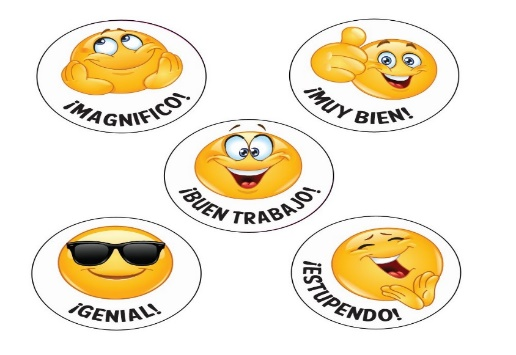 ¡MAGNIFICO!
¡MUY BIEN!
¡BUEN TRABAJO!
¡GENIAL!
¡ESTUPENDO!